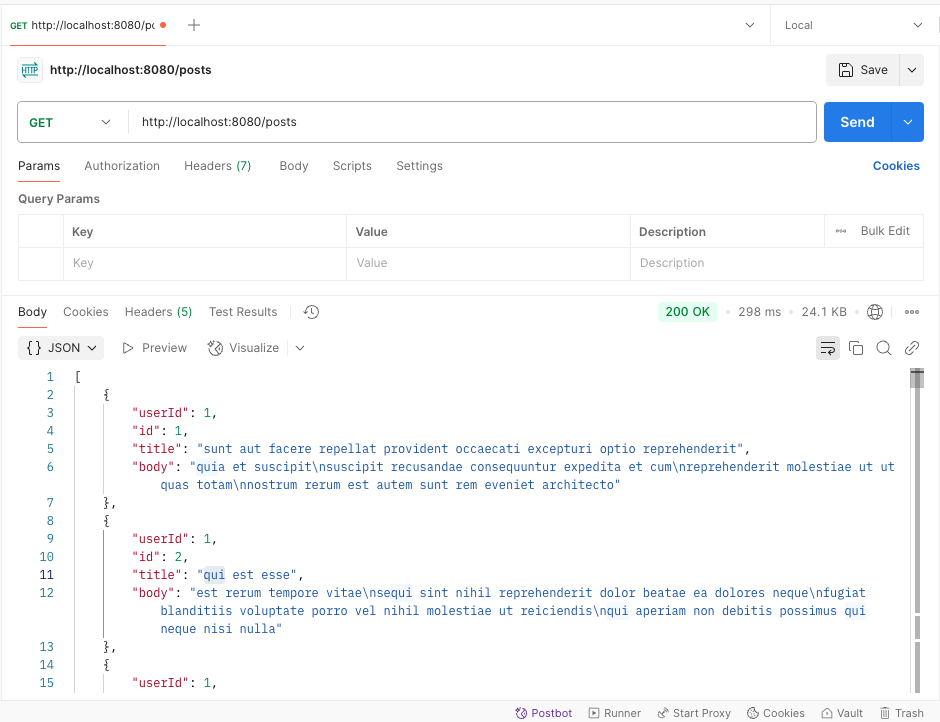 GET http://localhost:8080/pc
Local
HTTP http://localhost:8080/posts
Save
GET http://localhost:8080/posts
Send
Params Authorization Headers (7) Body Scripts Settings Cookies
Query Params
Key Value Description Bulk Edit
Key Value Description
Body Cookies Headers (5) Test Results 200 OK 298 ms 24.1 KB
{} JSON Preview Visualize
1 [
2 {
3 "userId": 1,
4 "id": 1,
5 "title": "sunt aut facere repellat provident occaecati excepturi optio reprehenderit",
6 "body": "quia et suscipit\nsuscipit recusandae consequuntur expedita et cum\nreprehenderit molestiae ut ut
quas totam\nnostrum rerum est autem sunt rem eveniet architecto"
7 },
8 {
9 "userId": 1,
10 "id": 2,
11 "title": "qui est esse",
12 "body": "est rerum tempore vitae\nsequi sint nihil reprehenderit dolor beatae ea dolores neque\nfugiat
blanditiis voluptate porro vel nihil molestiae ut reiciendis\nqui aperiam non debitis possimus qui
neque nisi nulla"
13 },
14 {
15 "userId": 1,
Postbot Runner Start Proxy Cookies Vault Trash